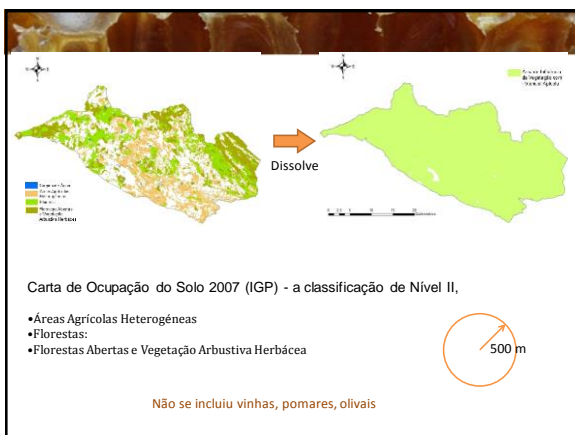 Dissolve
Florestas
Carta de Ocupação do Solo 2007 (IGP) - a classificação de Nível II,
•Áreas Agrícolas Heterogéneas
•Florestas:
•Florestas Abertas e Vegetação Arbustiva Herbácea
500 m
Não se incluiu vinhas, pomares, olivais